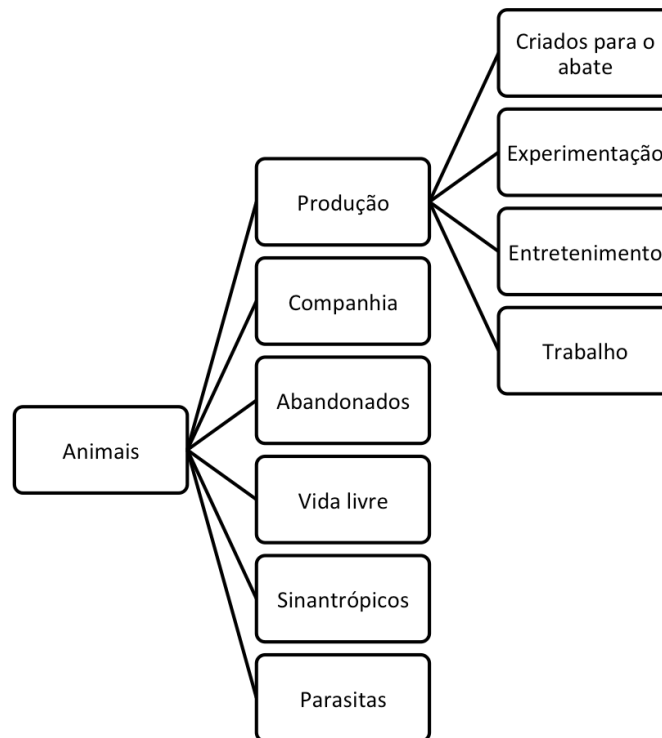 Criados para o
abate
Experimentação
Produção
Entretenimento
Companhia
Trabalho
Abandonados
Animais
Vida livre
Sinantrópicos
Parasitas